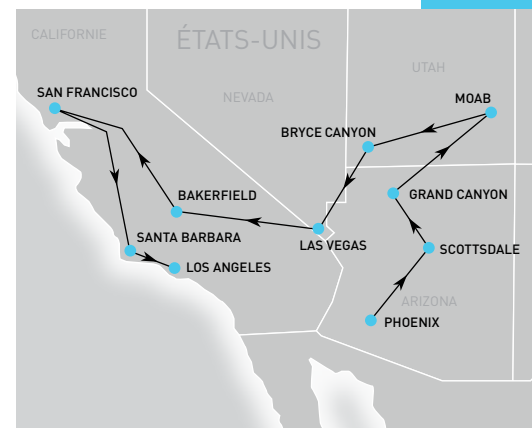 CALIFORNIE
ÉTATS-UNIS
UTAH
SAN FRANCISCO
NEVADA
MOAB
BRYCE CANYON
BAKERFIELD
GRAND CANYON
SANTA BARBARA
LAS VEGAS
SCOTTSDALE
LOS ANGELES
ARIZONA
PHOENIX